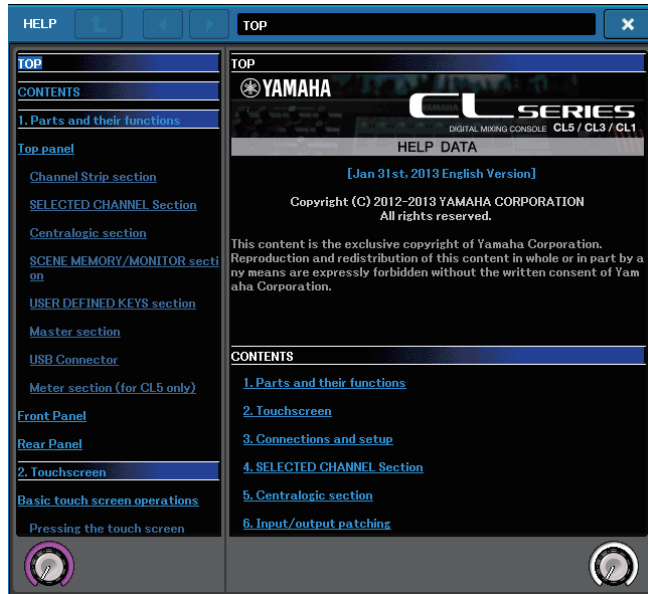 HELP
TOP
TOP
CONTENTS
1. Parts and their functions
Top panel
Channel Strip section
SELECTED CHANNEL Section
Centralogic section
SCENE MEMORY/MONITOR secti
on
USER DEFINED KEYS section
Master section
USB Connector
Meter section (for CL5 only)
Front Panel
Rear Panel
2. Touchscreen
Basic touch screen operations
Pressing the touch screen
TOP
YAMAHA
CL SERIES
DIGITAL MIXING CONSOLE CL5 / CL3 / CL1
HELP DATA
[Jan 31st, 2013 English Version]
Copyright (C) 2012-2013 YAMAHA CORPORATION
All rights reserved.
This content is the exclusive copyright of Yamaha Corporation.
Reproduction and redistribution of this content in whole or in part by a
ny means are expressly forbidden without the written consent of Yam
aha Corporation.
CONTENTS
1. Parts and their functions
2. Touchscreen
3. Connections and setup
4. SELECTED CHANNEL Section
5. Centralogic section
6. Input/output patching